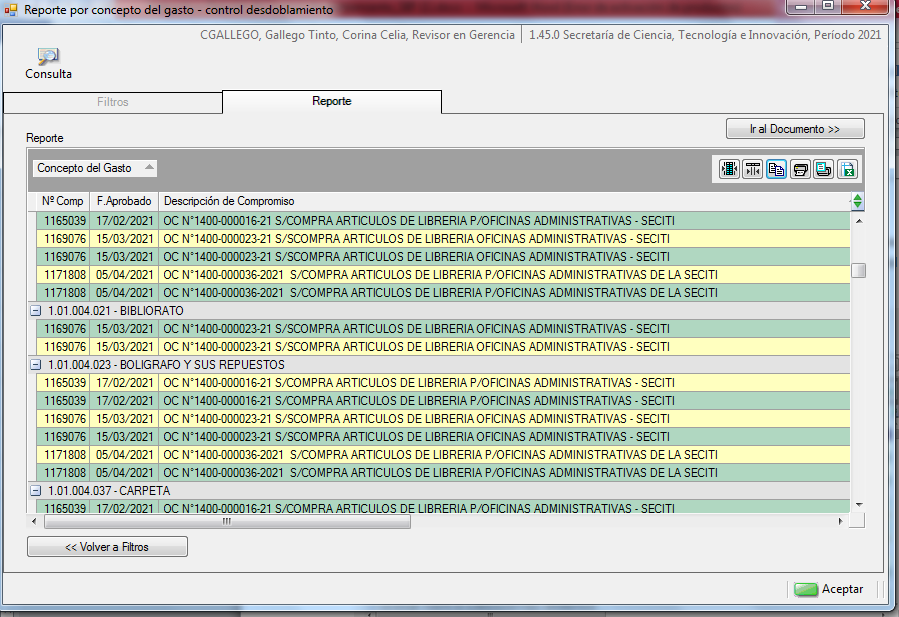 Reporte por concepto del gasto - control desdoblamiento
CGALLEGO, Gallego Tinto, Corina Celia, Revisor en Gerencia 1.45.0 Secretaría de Ciencia, Tecnología e Innovación, Período 2021
Consulta
Filtros Reporte
Ir al Documento >>
Reporte
Concepto del Gasto
Nº Comp F.Aprobado Descripción de Compromiso
1165039 17/02/2021 OC N°1400-000016-21 S/COMPRA ARTICULOS DE LIBRERIA P/OFICINAS ADMINISTRATIVAS - SECITI
1169076 15/03/2021 OC N°1400-000023-21 S/SCOMPRA ARTICULOS DE LIBRERIA OFICINAS ADMINISTRATIVAS - SECITI
1169076 15/03/2021 OC N°1400-000023-21 S/SCOMPRA ARTICULOS DE LIBRERIA OFICINAS ADMINISTRATIVAS - SECITI
1171808 05/04/2021 OC N°1400-000036-2021 S/COMPRA ARTICULOS DE LIBRERIA P/OFICINAS ADMINISTRATIVAS DE LA SECITI
1171808 05/04/2021 OC N°1400-000036-2021 S/COMPRA ARTICULOS DE LIBRERIA P/OFICINAS ADMINISTRATIVAS DE LA SECITI
1.01.004.021 - BIBLIORATO
1169076 15/03/2021 OC N°1400-000023-21 S/SCOMPRA ARTICULOS DE LIBRERIA OFICINAS ADMINISTRATIVAS - SECITI
1169076 15/03/2021 OC N°1400-000023-21 S/SCOMPRA ARTICULOS DE LIBRERIA OFICINAS ADMINISTRATIVAS - SECITI
1.01.004.023 - BOLIGRAFO Y SUS REPUESTOS
1165039 17/02/2021 OC N°1400-000016-21 S/COMPRA ARTICULOS DE LIBRERIA P/OFICINAS ADMINISTRATIVAS - SECITI
1165039 17/02/2021 OC N°1400-000016-21 S/COMPRA ARTICULOS DE LIBRERIA P/OFICINAS ADMINISTRATIVAS - SECITI
1169076 15/03/2021 OC N°1400-000023-21 S/SCOMPRA ARTICULOS DE LIBRERIA OFICINAS ADMINISTRATIVAS - SECITI
1169076 15/03/2021 OC N°1400-000023-21 S/SCOMPRA ARTICULOS DE LIBRERIA OFICINAS ADMINISTRATIVAS - SECITI
1171808 05/04/2021 OC N°1400-000036-2021 S/COMPRA ARTICULOS DE LIBRERIA P/OFICINAS ADMINISTRATIVAS DE LA SECITI
1171808 05/04/2021 OC N°1400-000036-2021 S/COMPRA ARTICULOS DE LIBRERIA P/OFICINAS ADMINISTRATIVAS DE LA SECITI
1.01.004.037 - CARPETA
1165039 17/02/2021 OC N°1400-000016-21 S/COMPRA ARTICULOS DE LIBRERIA P/OFICINAS ADMINISTRATIVAS - SECITI
<< Volver a Filtros
Aceptar